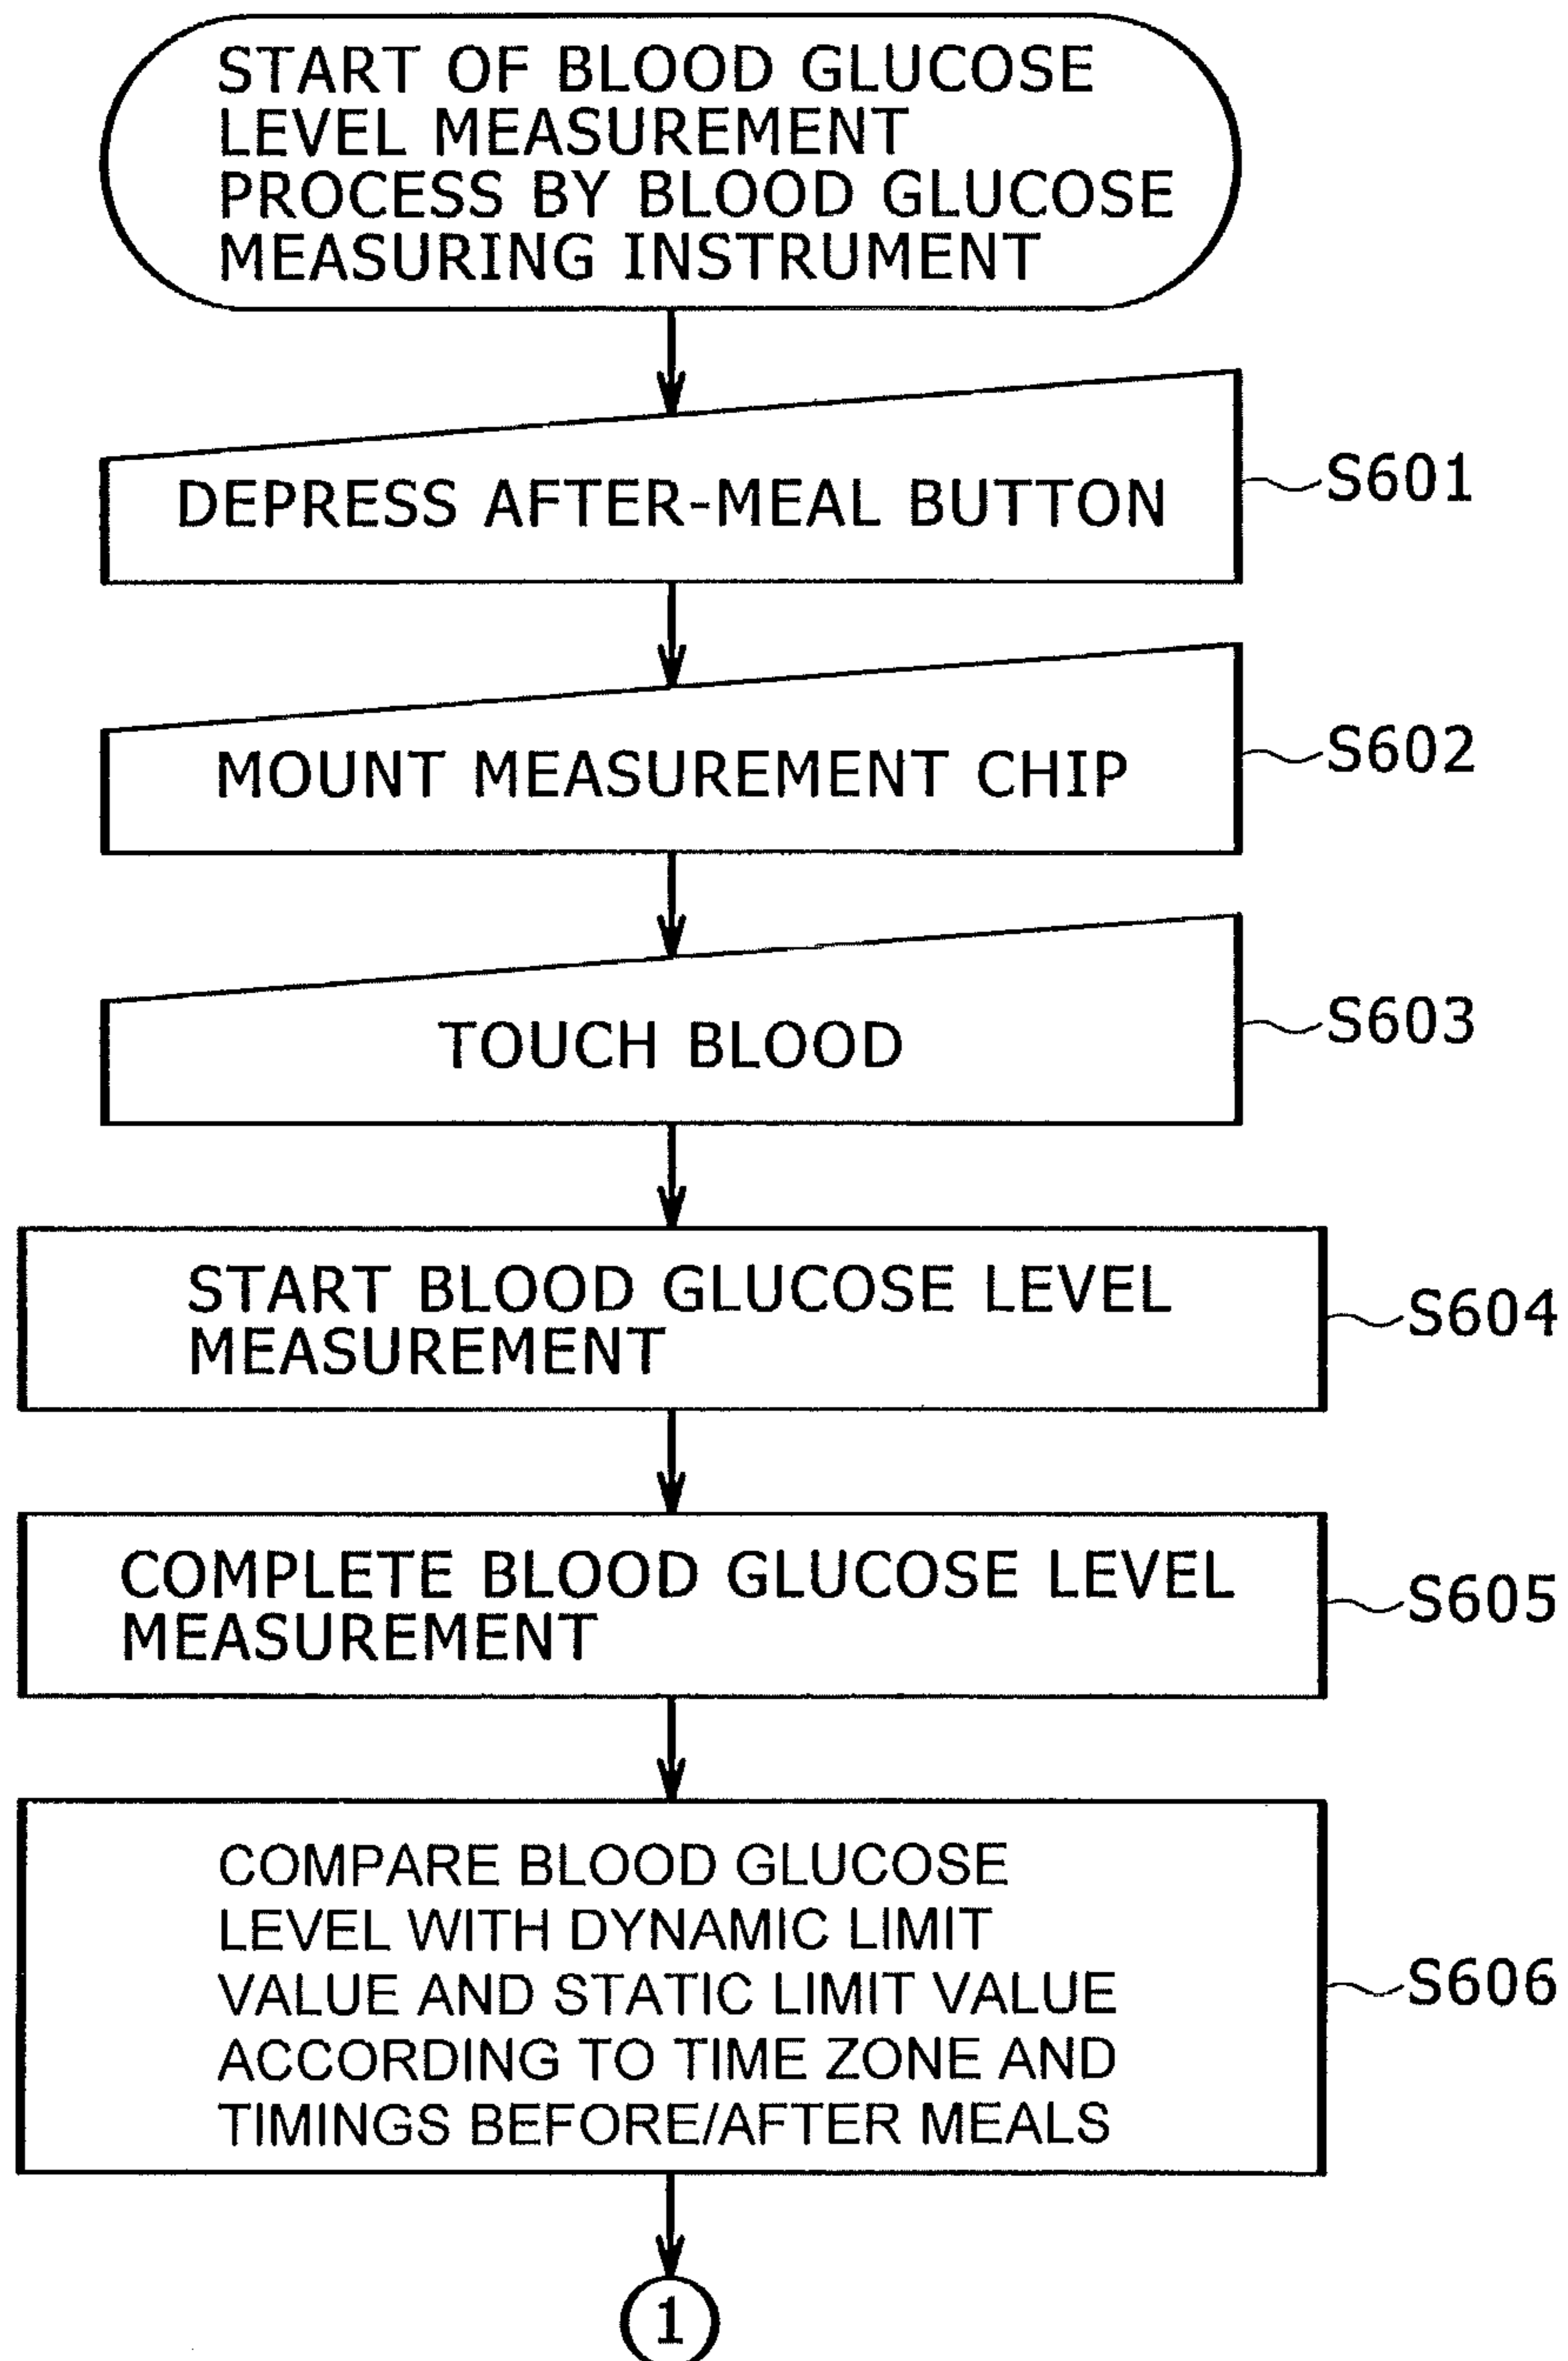 START OF BLOOD GLUCOSE
LEVEL MEASUREMENT
PROCESS BY BLOOD GLUCOSE
MEASURING INSTRUMENT
DEPRESS AFTER-MEAL BUTTON
S601
MOUNT MEASUREMENT CHIP
S602
TOUCH BLOOD
S603
START BLOOD GLUCOSE LEVEL
MEASUREMENT
S604
COMPLETE BLOOD GLUCOSE LEVEL
MEASUREMENT
S605
COMPARE BLOOD GLUCOSE
LEVEL WITH DYNAMIC LIMIT
VALUE AND STATIC LIMIT VALUE
ACCORDING TO TIME ZONE AND
TIMINGS BEFORE/AFTER MEALS
S606
1